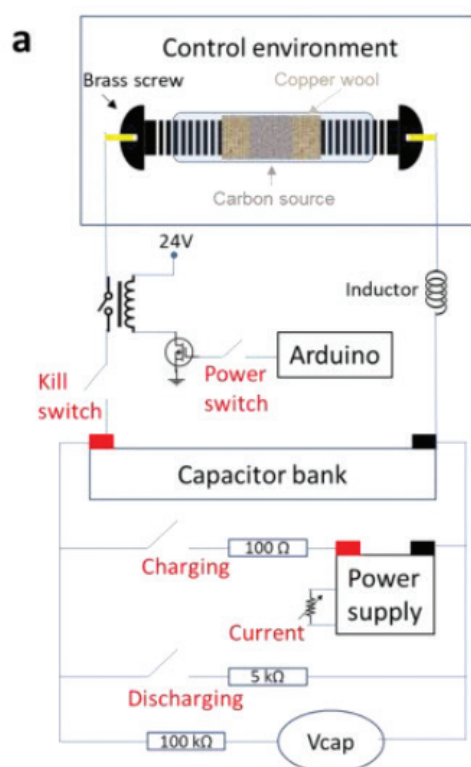 a
Control environment
Brass screw
Copper wool
Carbon source
24V
Inductor
Arduino
Kill
switch
Power
switch
Capacitor bank
100 Ω
Charging
Power
supply
Current
5 kΩ
Discharging
100 kΩ
Vcap